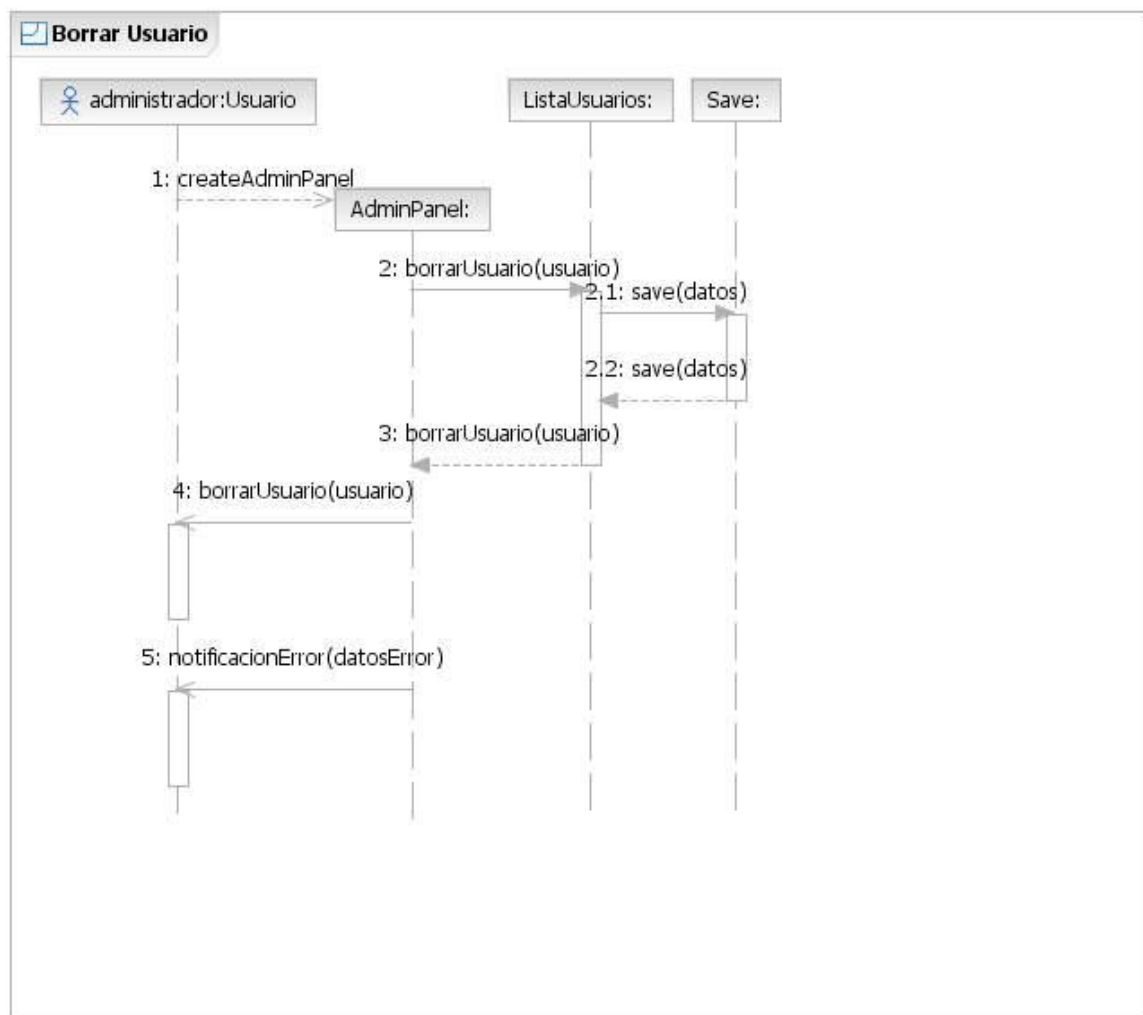 Borrar Usuario
administrador:Usuario
ListaUsuarios:
Save:
1: createAdminPanel
AdminPanel:
2: borrarUsuario(usuario)
2.1: save(datos)
2.2: save(datos)
3: borrarUsuario(usuario)
4: borrarUsuario(usuario)
5: notificacionError(datosError)